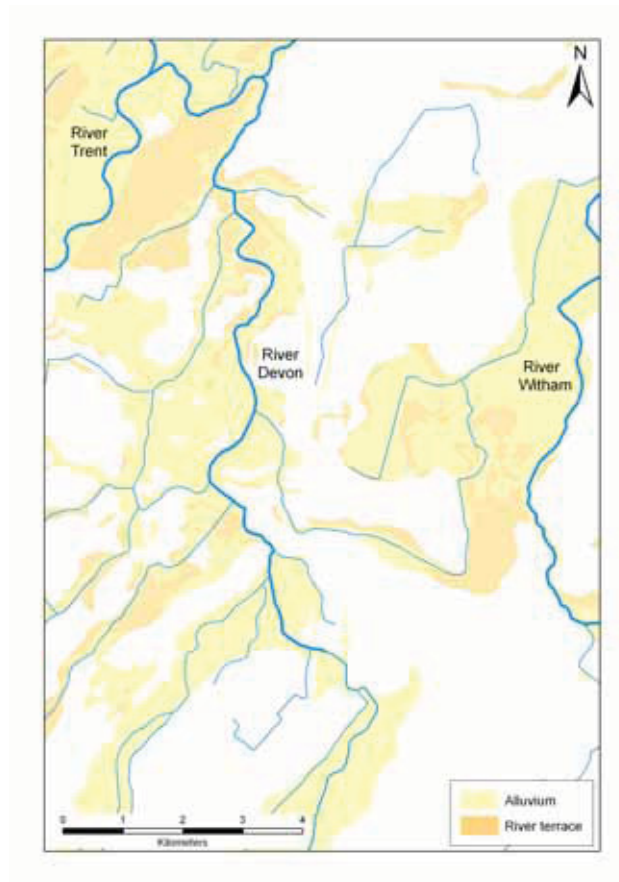 N
River
Trent
River
Devon
River
Witham
Alluvium
River terrace
0 1 2 3 4
Kilometers